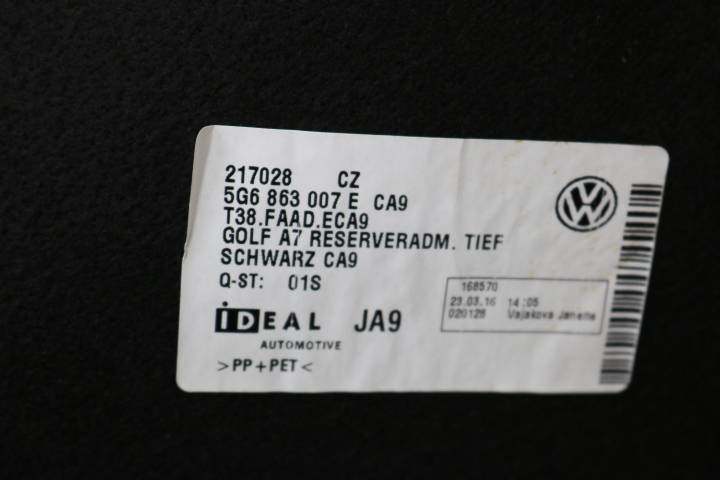 217028 CZ
5G6 863 007 E CA9
T38.FAAD.ECA9
GOLF A7 RESERVERADM. TIEF
SCHWARZ CA9
Q-ST: 01S
168570
23.03.16 14:05
020128 Vajakova Janette
iDEAL JA9
AUTOMOTIVE
>PP+PET<